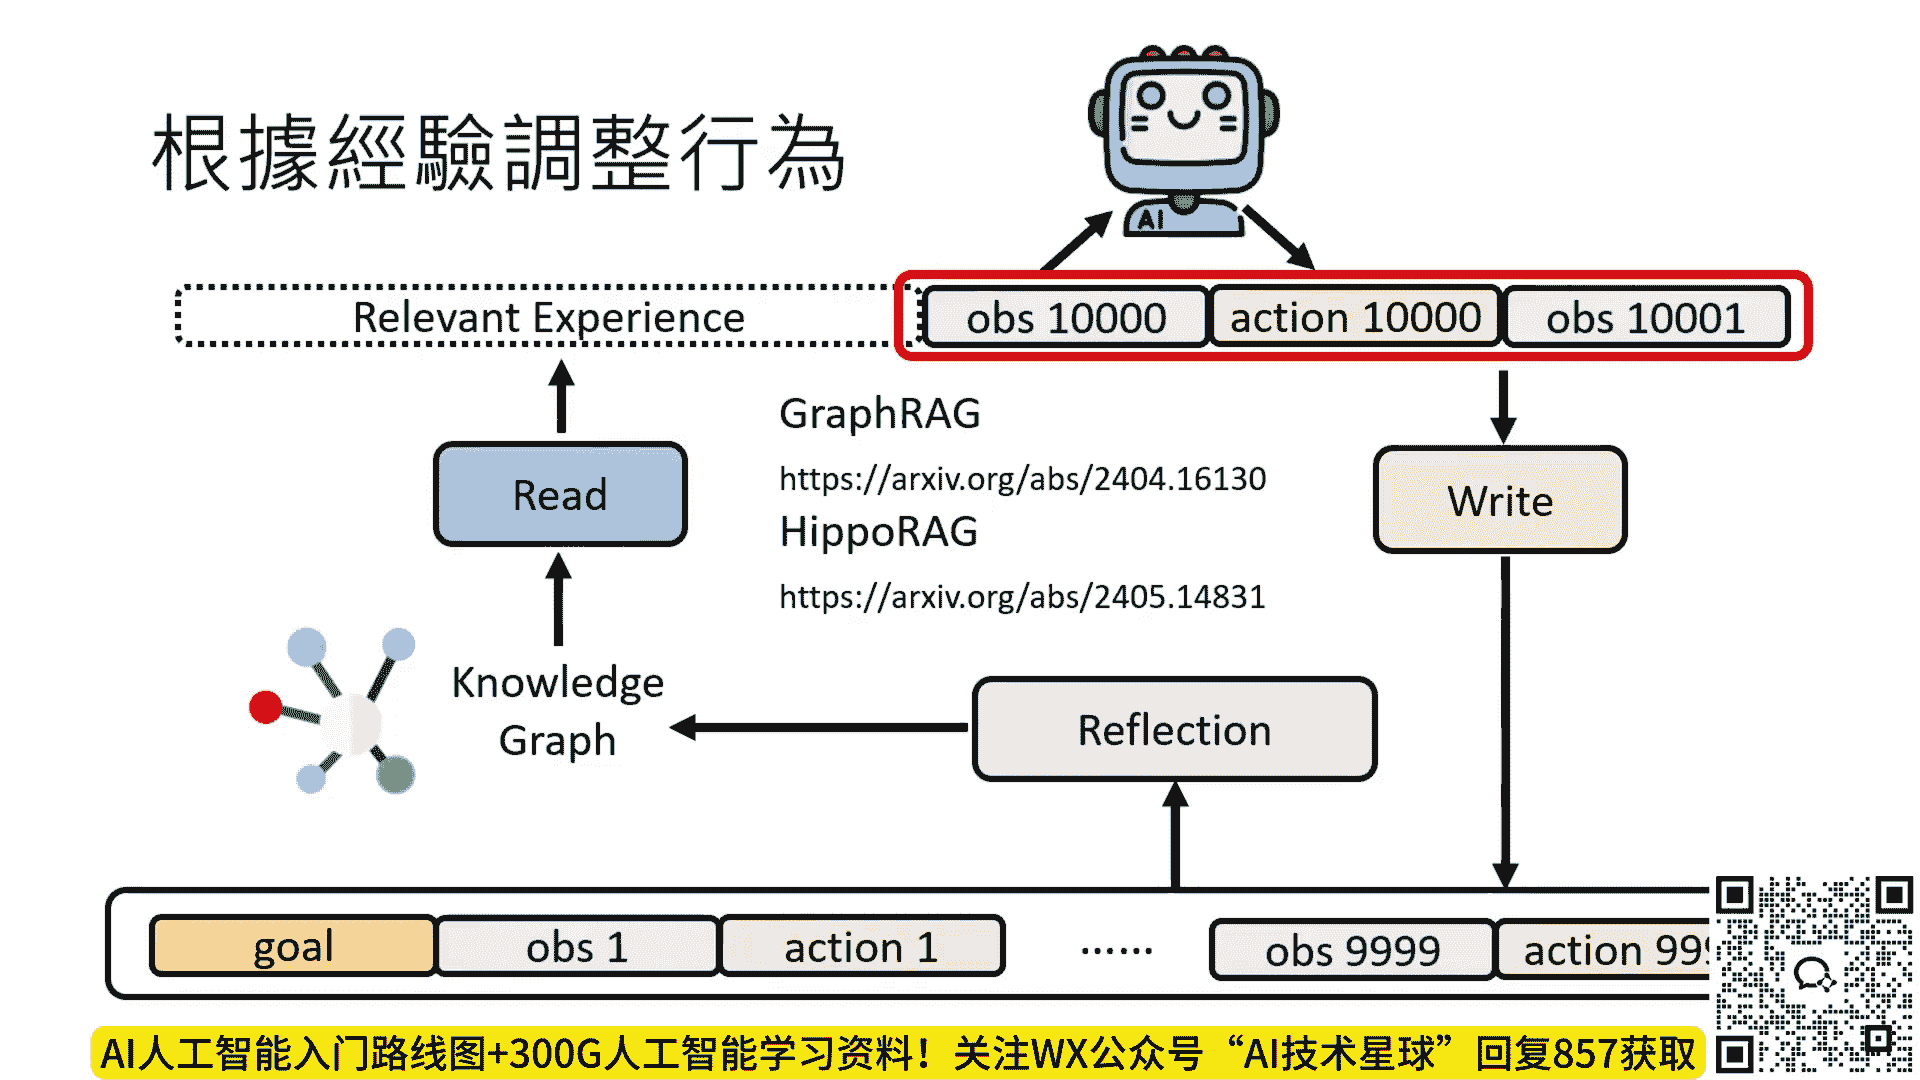 根據經驗調整行為
AI
Relevant Experience
obs 10000
action 10000
obs 10001
GraphRAG
https://arxiv.org/abs/2404.16130
HippoRAG
https://arxiv.org/abs/2405.14831
Read
Write
Knowledge
Graph
Reflection
goal
obs 1
action 1
......
obs 9999
action 999
AI人工智能入门路线图+300G人工智能学习资料！关注WX公众号“AI技术星球”回复857获取